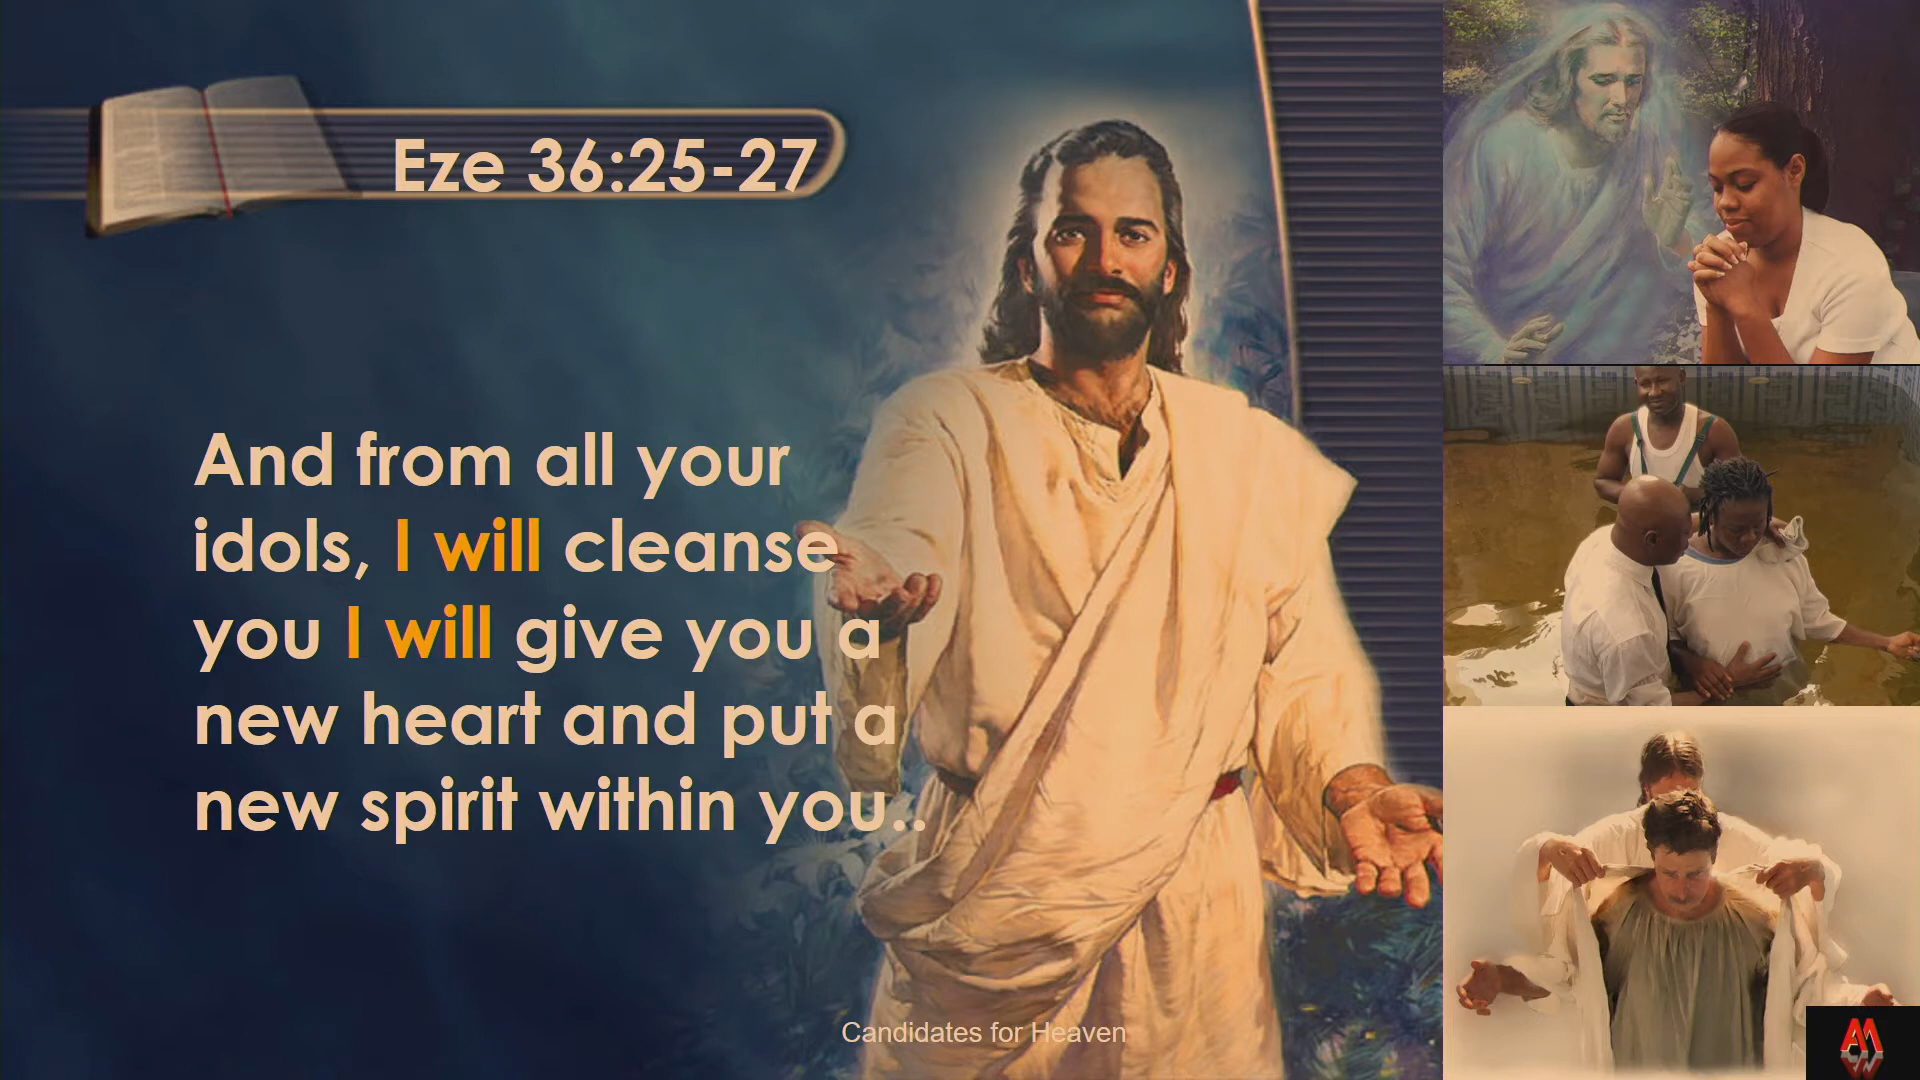 Eze 36:25-27
And from all your
idols, I will cleanse
you I will give you a
new heart and put a
new spirit within you..
Candidates for Heaven